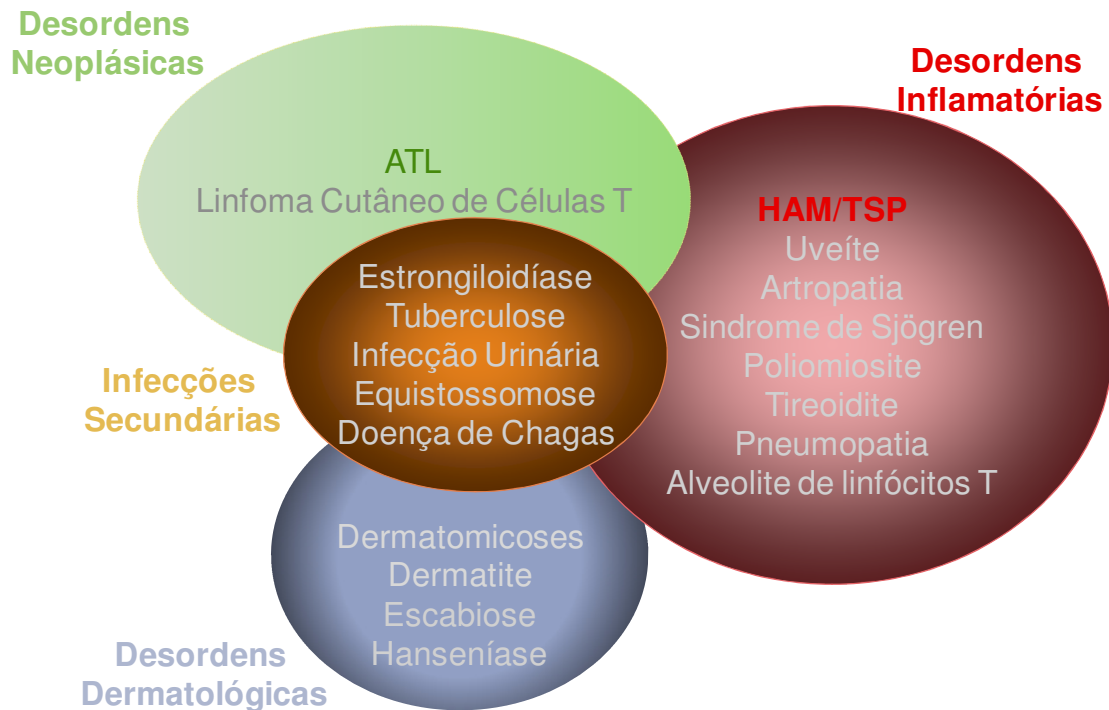 Desordens
Neoplásicas
Desordens
Inflamatórias
ATL
Linfoma Cutâneo de Células T
HAM/TSP
Uveíte
Artropatia
Sindrome de Sjögren
Poliomiosite
Tireoidite
Pneumopatia
Alveolite de linfócitos T
Estrongiloidíase
Tuberculose
Infecção Urinária
Equistossomose
Doença de Chagas
Infecções
Secundárias
Dermatomicoses
Dermatite
Escabiose
Hanseníase
Desordens
Dermatológicas